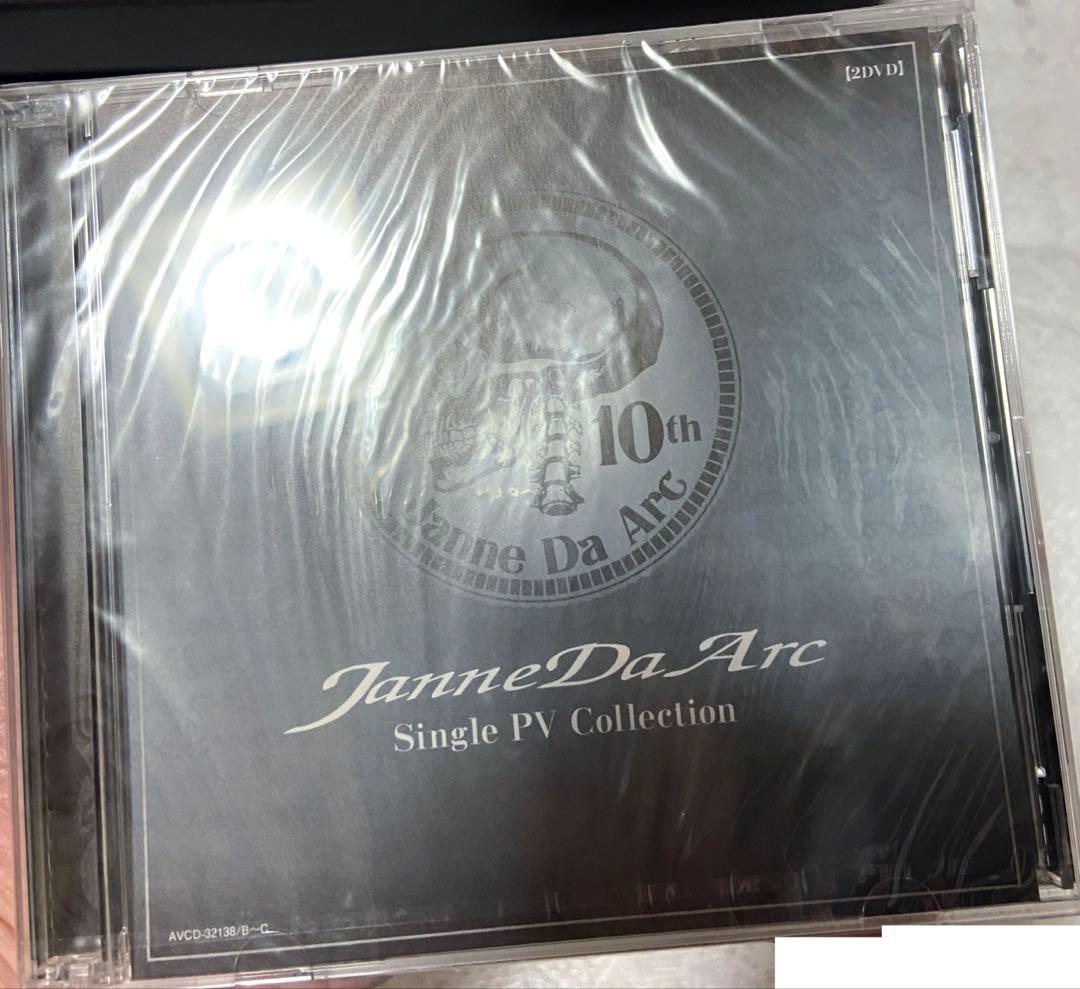 【2DVD】
10th
Janne Da Arc
Janne Da Arc
Single PV Collection
AVCD-32138/B~C